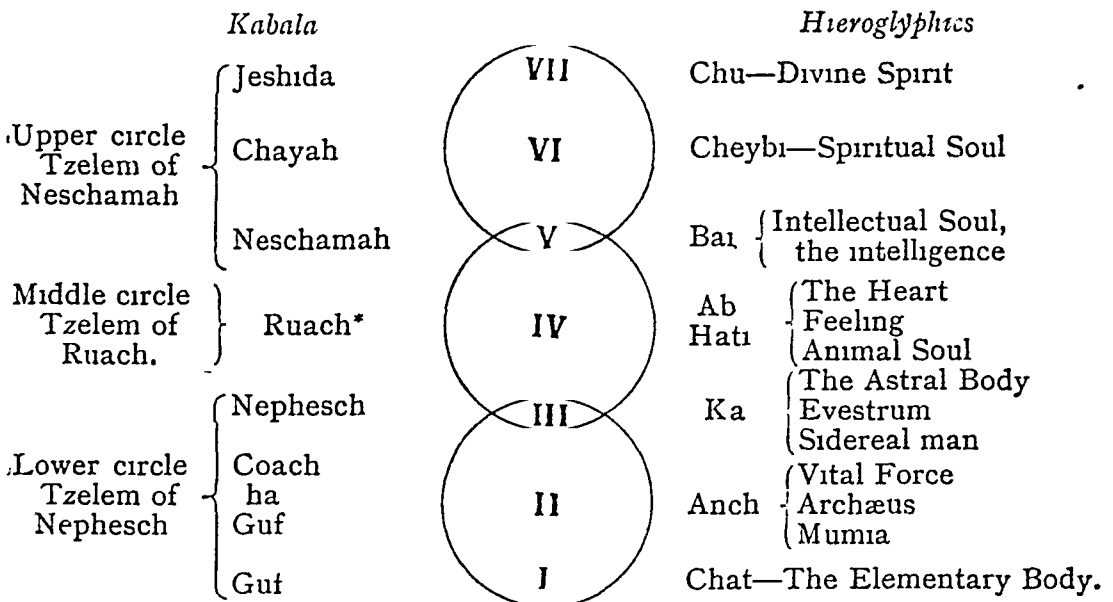 Kabala Hieroglyphics
Jeshida VII Chu—Divine Spirit
Upper circle
Tzelem of
Neschamah
Chayah VI Cheybi—Spiritual Soul
Neschamah V Bai Intellectual Soul,
the intelligence
Middle circle
Tzelem of
Ruach.
Ruach* IV Ab
Hati
The Heart
Feeling
Animal Soul
Nephesch III Ka The Astral Body
Evestrum
Sidereal man
Lower circle
Tzelem of
Nephesch
Coach
ha
Guf
II Anch Vital Force
Archæus
Mumia
Guf I Chat—The Elementary Body.